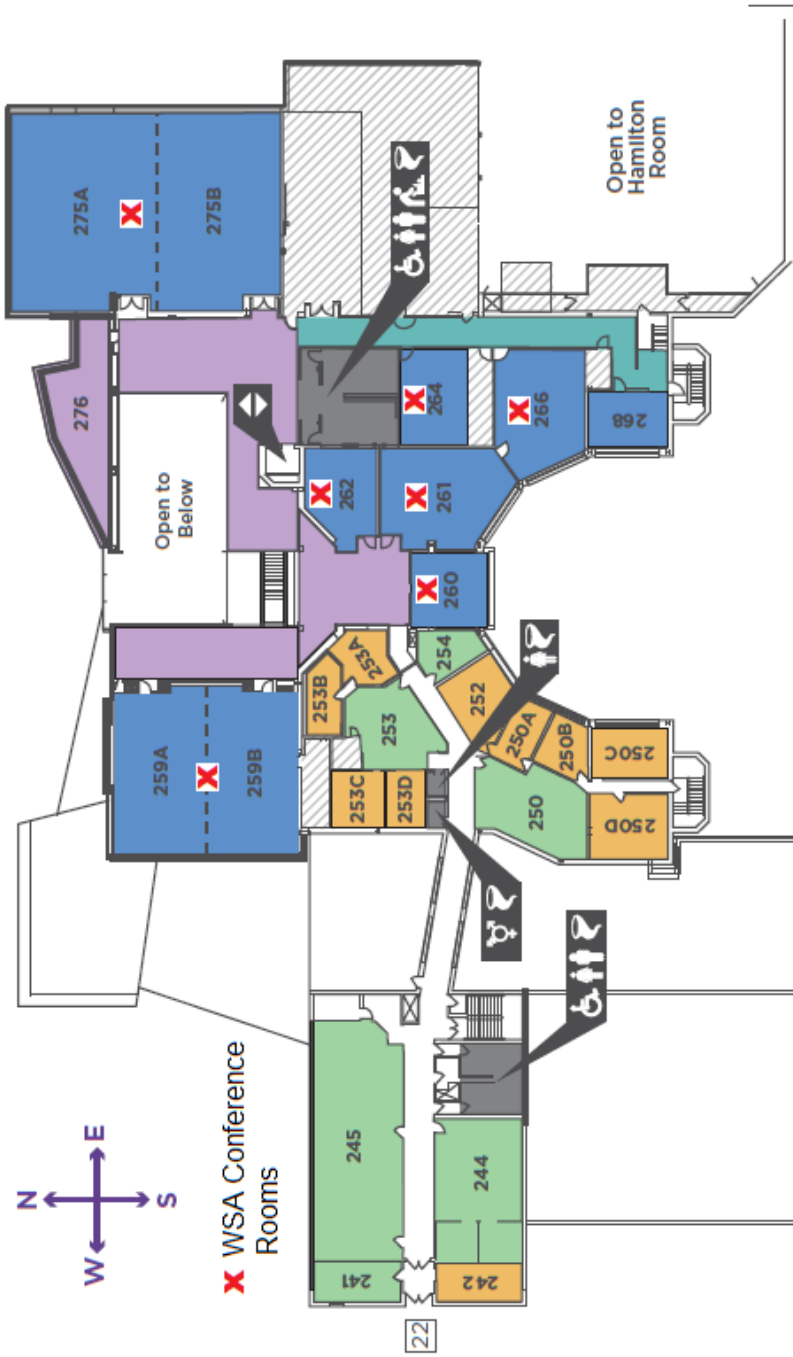 N
W E
S
X WSA Conference
Rooms
275A
275B
276
Open to
Below
Open to
Hamilton
Room
264
266
268
262
261
260
259A
259B
253B
253A
254
253
252
253C
253D
250A
250B
250C
250
250D
245
244
241
242
22